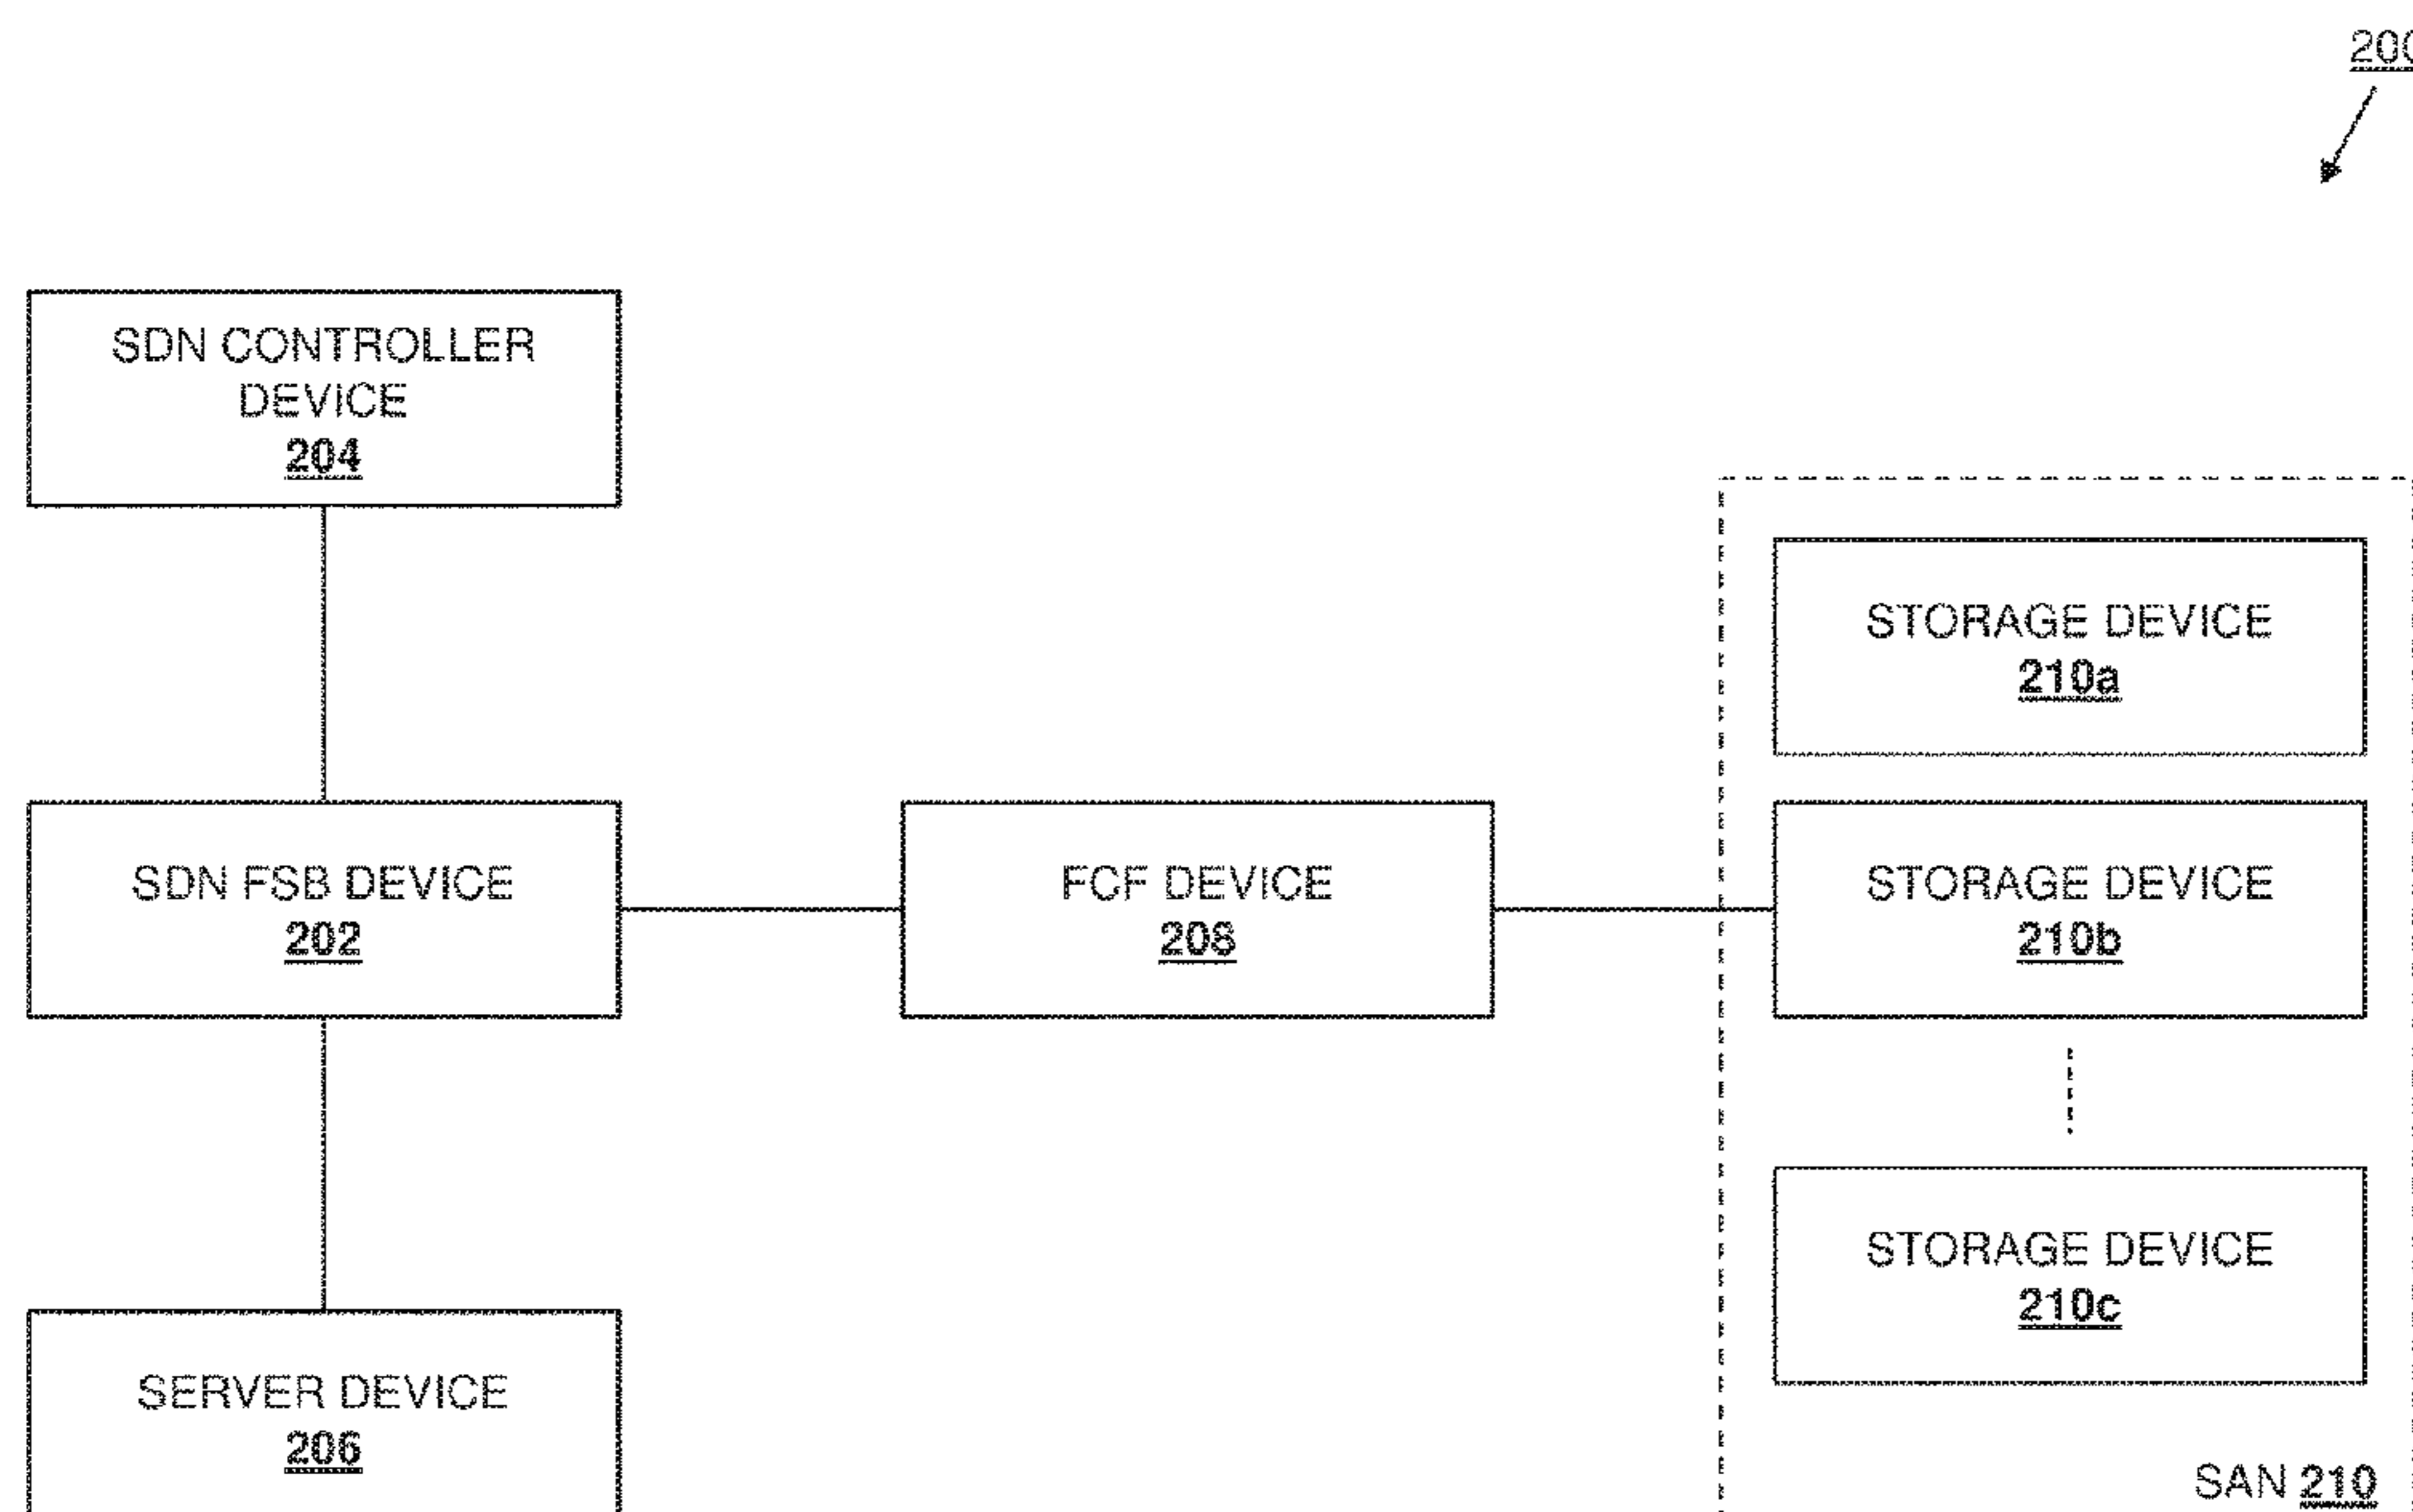 200
SDN CONTROLLER
DEVICE
204
STORAGE DEVICE
210a
SDN FSB DEVICE
202
FCF DEVICE
208
STORAGE DEVICE
210b
STORAGE DEVICE
210c
SERVER DEVICE
206
SAN 210